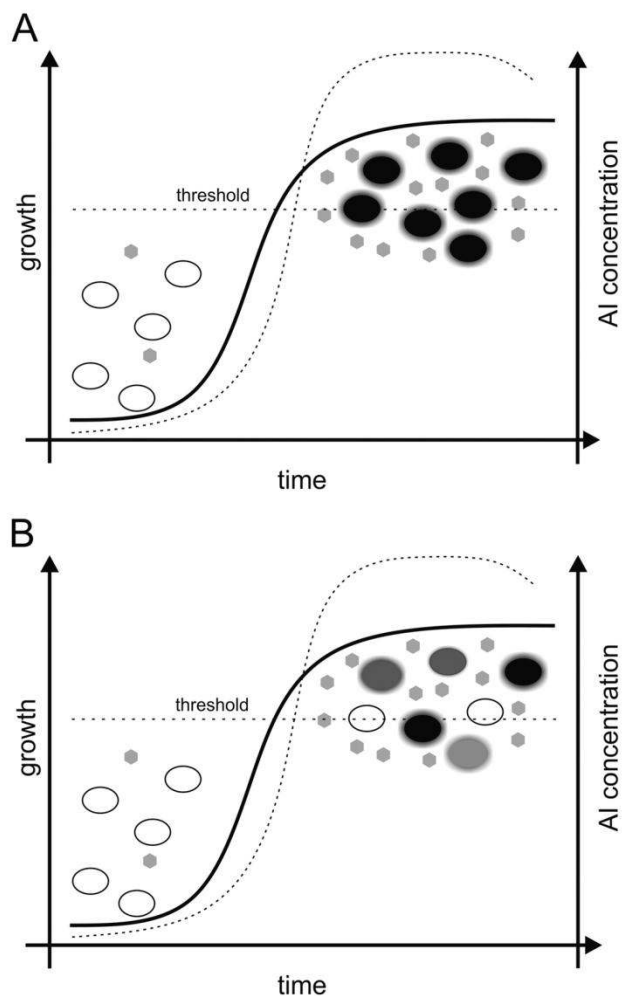 A
threshold
growth
AI concentration
time
B
threshold
growth
AI concentration
time